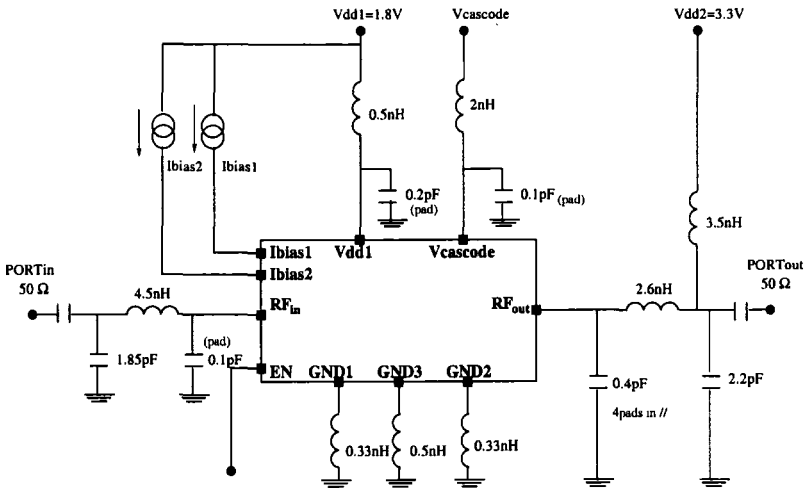 Vdd1=1.8V
Vcascode
Vdd2=3.3V
0.5nH
2nH
Ibias2
Ibias1
0.2pF
(pad)
0.1pF
(pad)
3.5nH
Ibias1
Vdd1
Vcascode
Ibias2
PORTin
50 Ω
4.5nH
RFin
RFout
2.6nH
PORTout
50 Ω
1.85pF
(pad)
0.1pF
EN
GND1
GND3
GND2
0.4pF
4pads in //
2.2pF
0.33nH
0.5nH
0.33nH